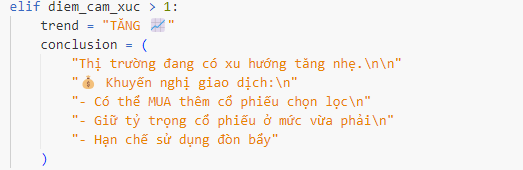 elif diem_cam_xuc > 1:
    trend = "TĂNG 📈"
    conclusion = (
        "Thị trường đang có xu hướng tăng nhẹ.\n\n"
        "💰 Khuyến nghị giao dịch:\n"
        "- Có thể MUA thêm cổ phiếu chọn lọc\n"
        "- Giữ tỷ trọng cổ phiếu ở mức vừa phải\n"
        "- Hạn chế sử dụng đòn bẩy"
    )